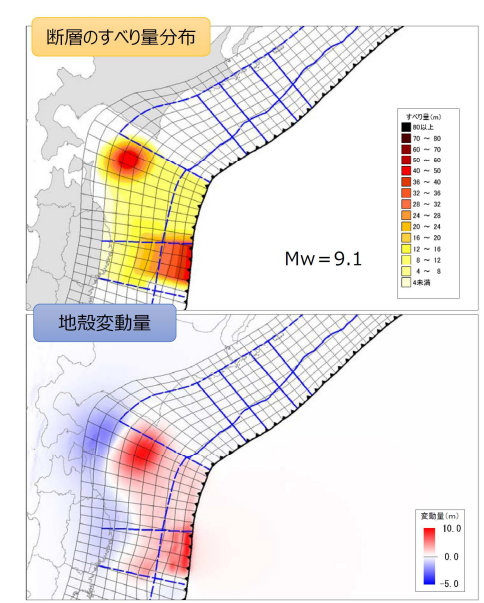 断層のすべり量分布
すべり量(m)
80以上
70 ～ 80
60 ～ 70
50 ～ 60
40 ～ 50
36 ～ 40
32 ～ 36
28 ～ 32
24 ～ 28
20 ～ 24
16 ～ 20
12 ～ 16
8 ～ 12
4 ～ 8
4未満
Mw＝9.1
地殻変動量
変動量(m)
10.0
0.0
-5.0